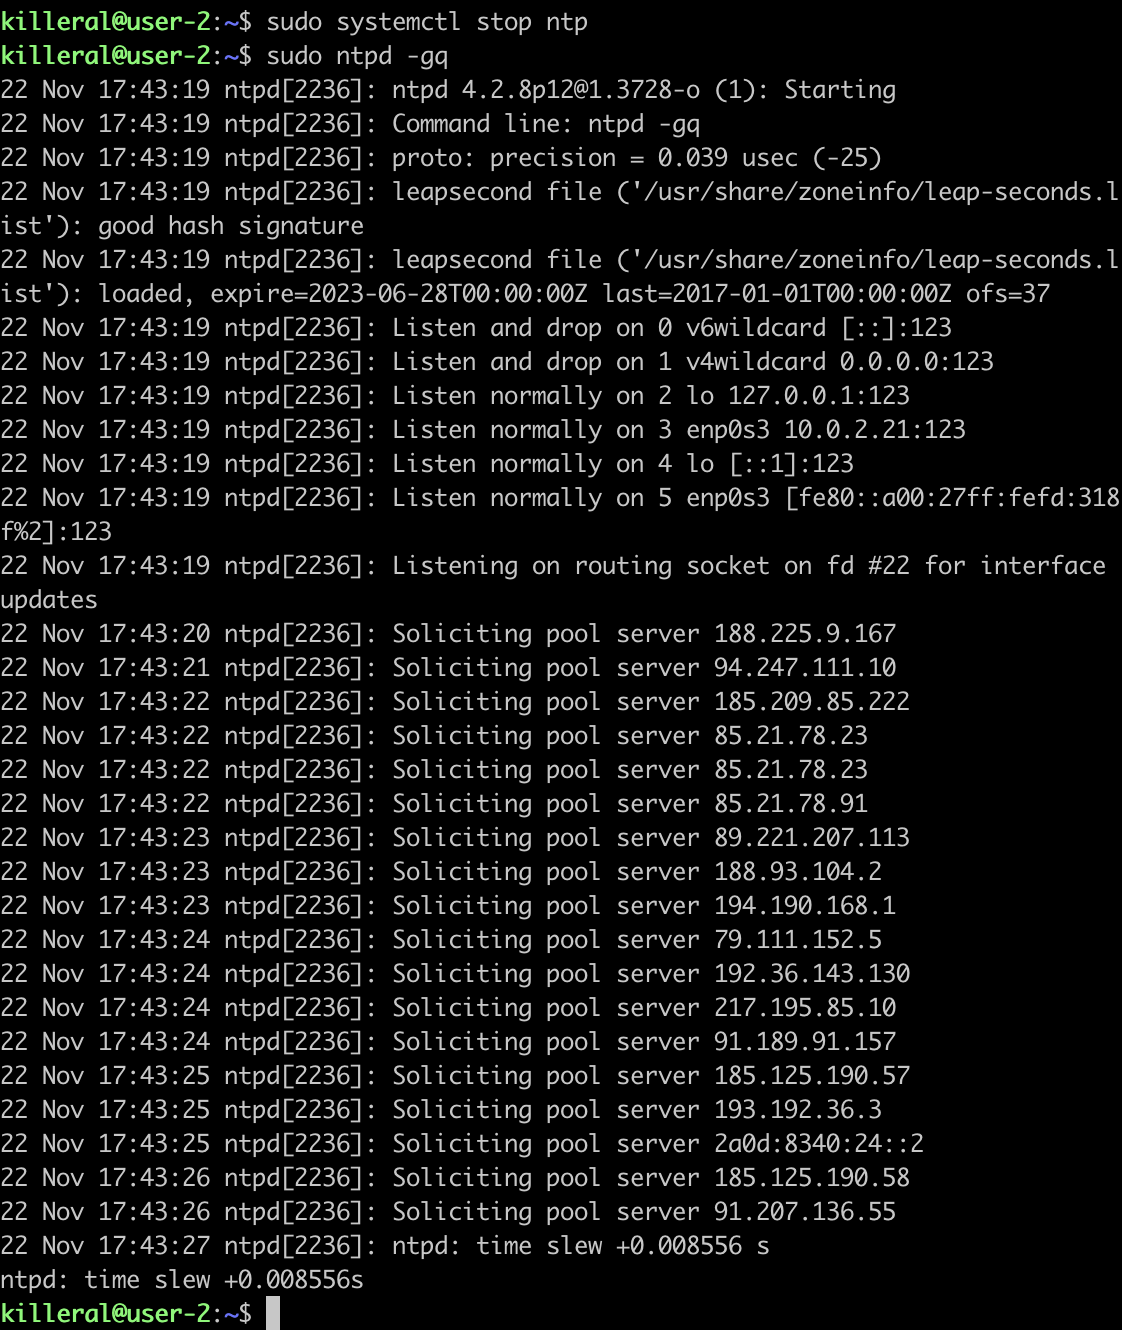 killeral@user-2:~$ sudo systemctl stop ntp
killeral@user-2:~$ sudo ntpd -gq
22 Nov 17:43:19 ntpd[2236]: ntpd 4.2.8p12@1.3728-o (1): Starting
22 Nov 17:43:19 ntpd[2236]: Command line: ntpd -gq
22 Nov 17:43:19 ntpd[2236]: proto: precision = 0.039 usec (-25)
22 Nov 17:43:19 ntpd[2236]: leapsecond file ('/usr/share/zoneinfo/leap-seconds.l
ist'): good hash signature
22 Nov 17:43:19 ntpd[2236]: leapsecond file ('/usr/share/zoneinfo/leap-seconds.l
ist'): loaded, expire=2023-06-28T00:00:00Z last=2017-01-01T00:00:00Z ofs=37
22 Nov 17:43:19 ntpd[2236]: Listen and drop on 0 v6wildcard [::]:123
22 Nov 17:43:19 ntpd[2236]: Listen and drop on 1 v4wildcard 0.0.0.0:123
22 Nov 17:43:19 ntpd[2236]: Listen normally on 2 lo 127.0.0.1:123
22 Nov 17:43:19 ntpd[2236]: Listen normally on 3 enp0s3 10.0.2.21:123
22 Nov 17:43:19 ntpd[2236]: Listen normally on 4 lo [::1]:123
22 Nov 17:43:19 ntpd[2236]: Listen normally on 5 enp0s3 [fe80::a00:27ff:fefd:318
f%2]:123
22 Nov 17:43:19 ntpd[2236]: Listening on routing socket on fd #22 for interface
updates
22 Nov 17:43:20 ntpd[2236]: Soliciting pool server 188.225.9.167
22 Nov 17:43:21 ntpd[2236]: Soliciting pool server 94.247.111.10
22 Nov 17:43:22 ntpd[2236]: Soliciting pool server 185.209.85.222
22 Nov 17:43:22 ntpd[2236]: Soliciting pool server 85.21.78.23
22 Nov 17:43:22 ntpd[2236]: Soliciting pool server 85.21.78.23
22 Nov 17:43:22 ntpd[2236]: Soliciting pool server 85.21.78.91
22 Nov 17:43:23 ntpd[2236]: Soliciting pool server 89.221.207.113
22 Nov 17:43:23 ntpd[2236]: Soliciting pool server 188.93.104.2
22 Nov 17:43:23 ntpd[2236]: Soliciting pool server 194.190.168.1
22 Nov 17:43:24 ntpd[2236]: Soliciting pool server 79.111.152.5
22 Nov 17:43:24 ntpd[2236]: Soliciting pool server 192.36.143.130
22 Nov 17:43:24 ntpd[2236]: Soliciting pool server 217.195.85.10
22 Nov 17:43:24 ntpd[2236]: Soliciting pool server 91.189.91.157
22 Nov 17:43:25 ntpd[2236]: Soliciting pool server 185.125.190.57
22 Nov 17:43:25 ntpd[2236]: Soliciting pool server 193.192.36.3
22 Nov 17:43:25 ntpd[2236]: Soliciting pool server 2a0d:8340:24::2
22 Nov 17:43:26 ntpd[2236]: Soliciting pool server 185.125.190.58
22 Nov 17:43:26 ntpd[2236]: Soliciting pool server 91.207.136.55
22 Nov 17:43:27 ntpd[2236]: ntpd: time slew +0.008556 s
ntpd: time slew +0.008556s
killeral@user-2:~$